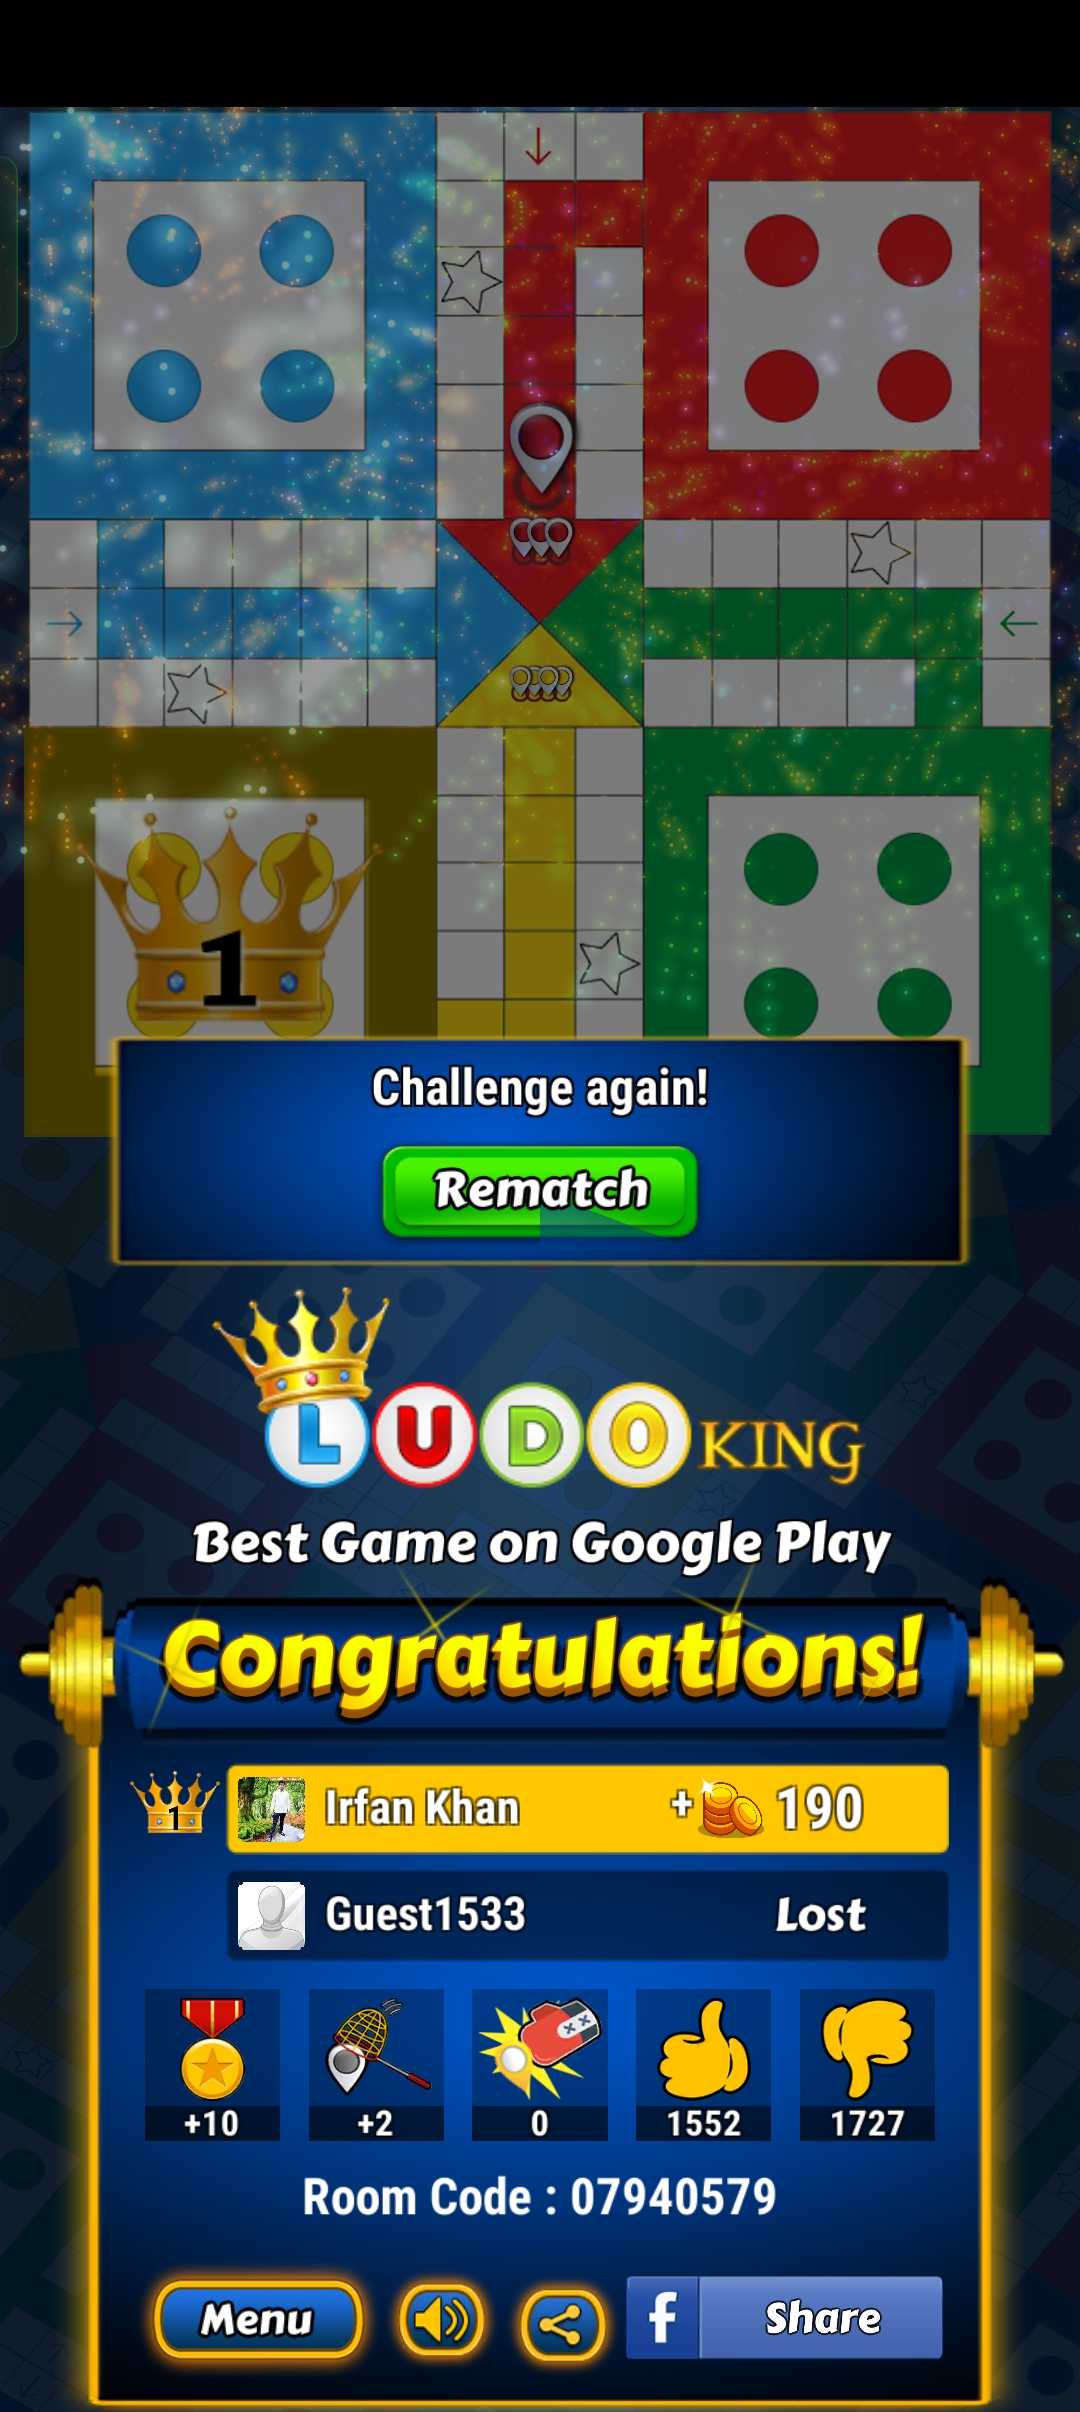 1
Challenge again!
Rematch
LUDO KING
Best Game on Google Play
Congratulations!
1 Irfan Khan + 190
Guest1533 Lost
+10 +2 0 1552 1727
Room Code : 07940579
Menu f Share